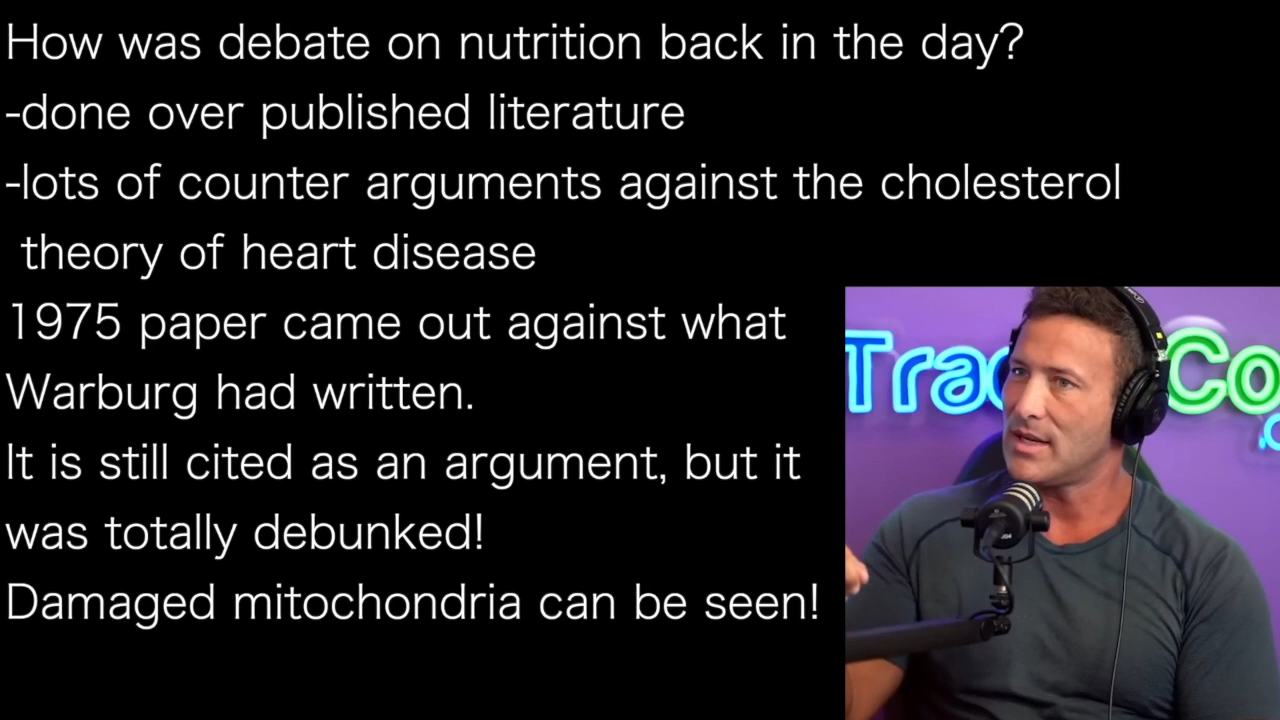 How was debate on nutrition back in the day?
-done over published literature
-lots of counter arguments against the cholesterol
theory of heart disease
1975 paper came out against what
Warburg had written.
It is still cited as an argument, but it
was totally debunked!
Damaged mitochondria can be seen!